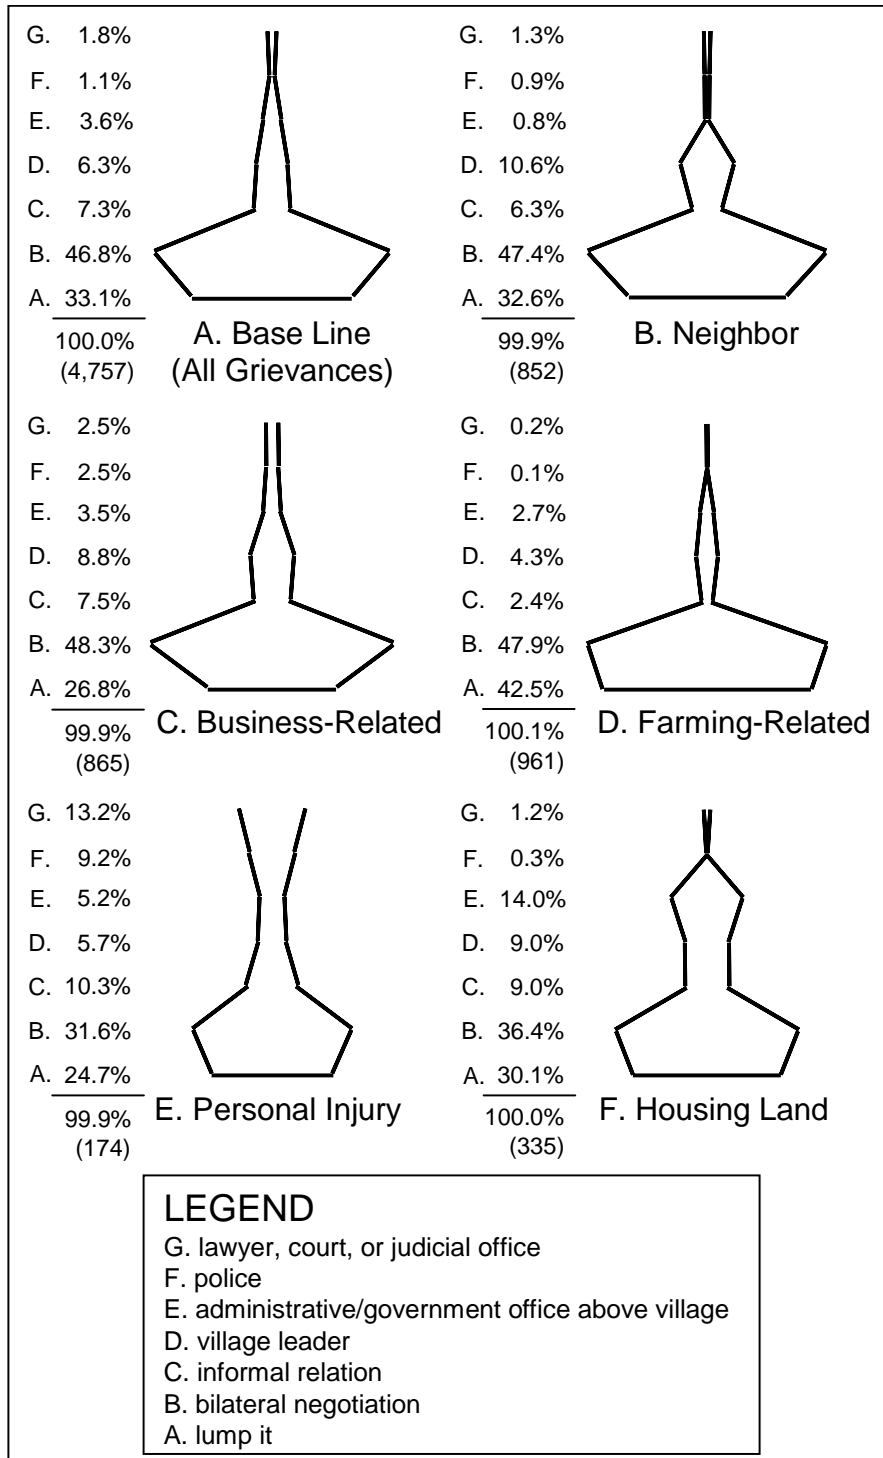 G. 1.8%
F. 1.1%
E. 3.6%
D. 6.3%
C. 7.3%
B. 46.8%
A. 33.1%
100.0%
(4,757)
A. Base Line
(All Grievances)
G. 1.3%
F. 0.9%
E. 0.8%
D. 10.6%
C. 6.3%
B. 47.4%
A. 32.6%
99.9%
(852)
B. Neighbor
G. 2.5%
F. 2.5%
E. 3.5%
D. 8.8%
C. 7.5%
B. 48.3%
A. 26.8%
99.9%
(865)
C. Business-Related
G. 0.2%
F. 0.1%
E. 2.7%
D. 4.3%
C. 2.4%
B. 47.9%
A. 42.5%
100.1%
(961)
D. Farming-Related
G. 13.2%
F. 9.2%
E. 5.2%
D. 5.7%
C. 10.3%
B. 31.6%
A. 24.7%
99.9%
(174)
E. Personal Injury
G. 1.2%
F. 0.3%
E. 14.0%
D. 9.0%
C. 9.0%
B. 36.4%
A. 30.1%
100.0%
(335)
F. Housing Land
LEGEND
G. lawyer, court, or judicial office
F. police
E. administrative/government office above village
D. village leader
C. informal relation
B. bilateral negotiation
A. lump it